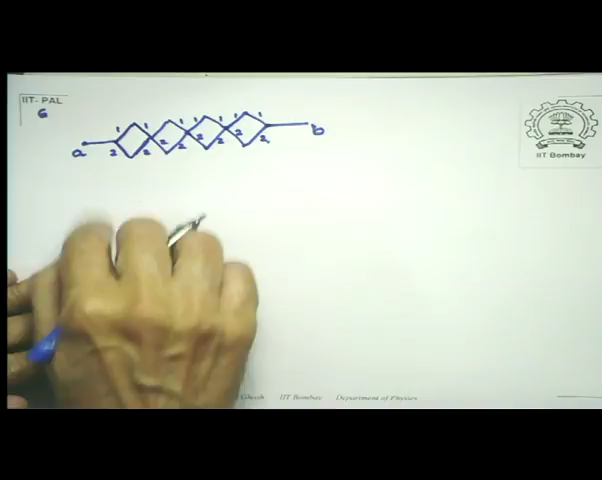 IIT- PAL
6
1 1 1 1 1 1 1 1
a b
2 2 2 2 2 2 2 2
IIT Bombay
Ghosh IIT Bombay Department of Physics